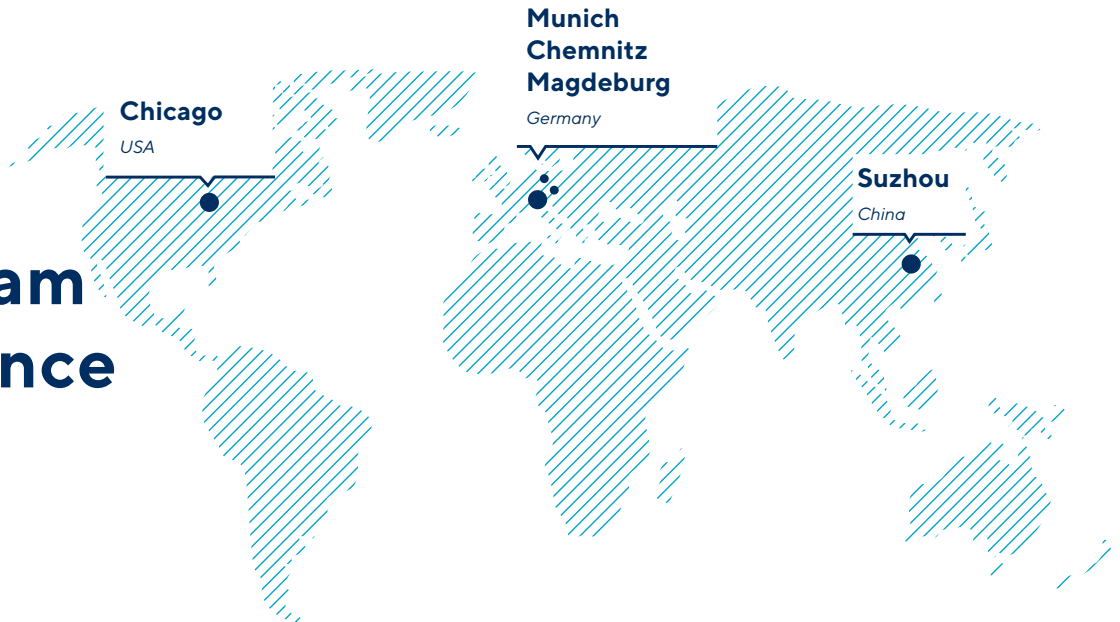 Munich
Chemnitz
Magdeburg
Germany
Chicago
USA
Suzhou
China
am
nce